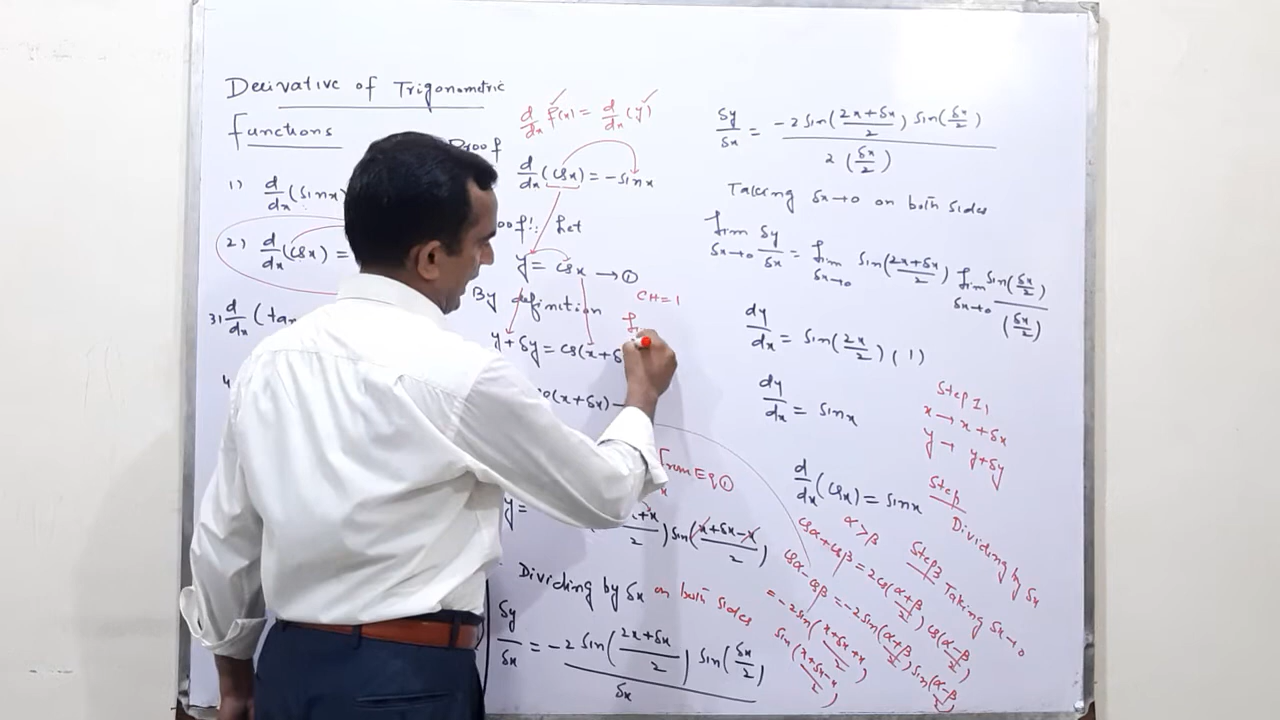 Derivative of Trigonometric
Functions
1) d/dx (sinx)
2) d/dx (cosx) =
3) d/dx (tan
4
Proof
d/dx f(x) = d/dx (y)
d/dx (cosx) = -sinx
Let
y = cosx → ①
By definition
CH=1
y+δy = cos(x+δ
(x+δx) -
From Eq ①
y =
+x/2) sin(x+δx-x/2)
Dividing by δx on both sides
δy/δx = -2 sin(2x+δx/2) sin(δx/2)/δx
δy/δx = -2 sin(2x+δx/2) sin(δx/2)/2(δx/2)
Taking δx→0 on both sides
lim δx→0 δy/δx = lim δx→0 sin(2x+δx/2) lim δx→0 sin(δx/2)/(δx/2)
dy/dx = sin(2x/2) (1)
dy/dx = sinx
d/dx (cosx) = sinx
Step I,
x → x+δx
y → y+δy
Step
Dividing by δx
Step3 Taking δx→0
α>β
cosα+cosβ = 2cos(α+β/2) cos(α-β/2)
cosα-cosβ = -2sin(α+β/2) sin(α-β/2)
= -2sin(x+δx+x/2)
sin(x+δx-x/2)